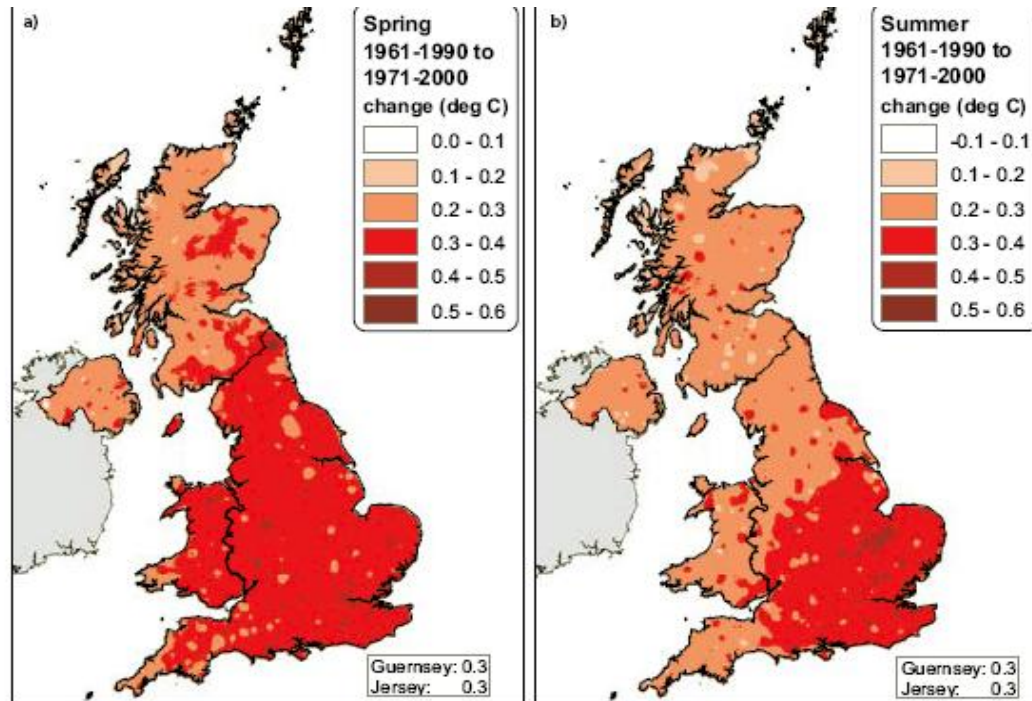 a)
Spring
1961-1990 to
1971-2000
change (deg C)
0.0 - 0.1
0.1 - 0.2
0.2 - 0.3
0.3 - 0.4
0.4 - 0.5
0.5 - 0.6
Guernsey: 0.3
Jersey: 0.3
b)
Summer
1961-1990 to
1971-2000
change (deg C)
-0.1 - 0.1
0.1 - 0.2
0.2 - 0.3
0.3 - 0.4
0.4 - 0.5
0.5 - 0.6
Guernsey: 0.3
Jersey: 0.3